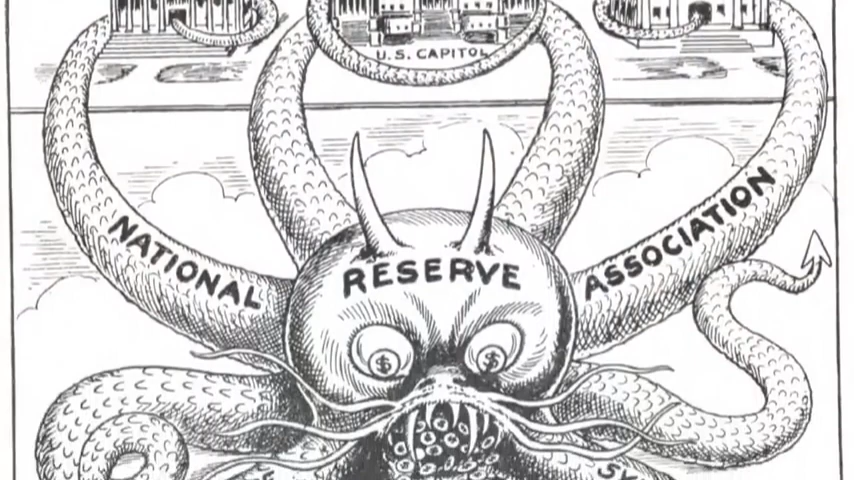 U.S. CAPITOL
NATIONAL
RESERVE
ASSOCIATION
$
$